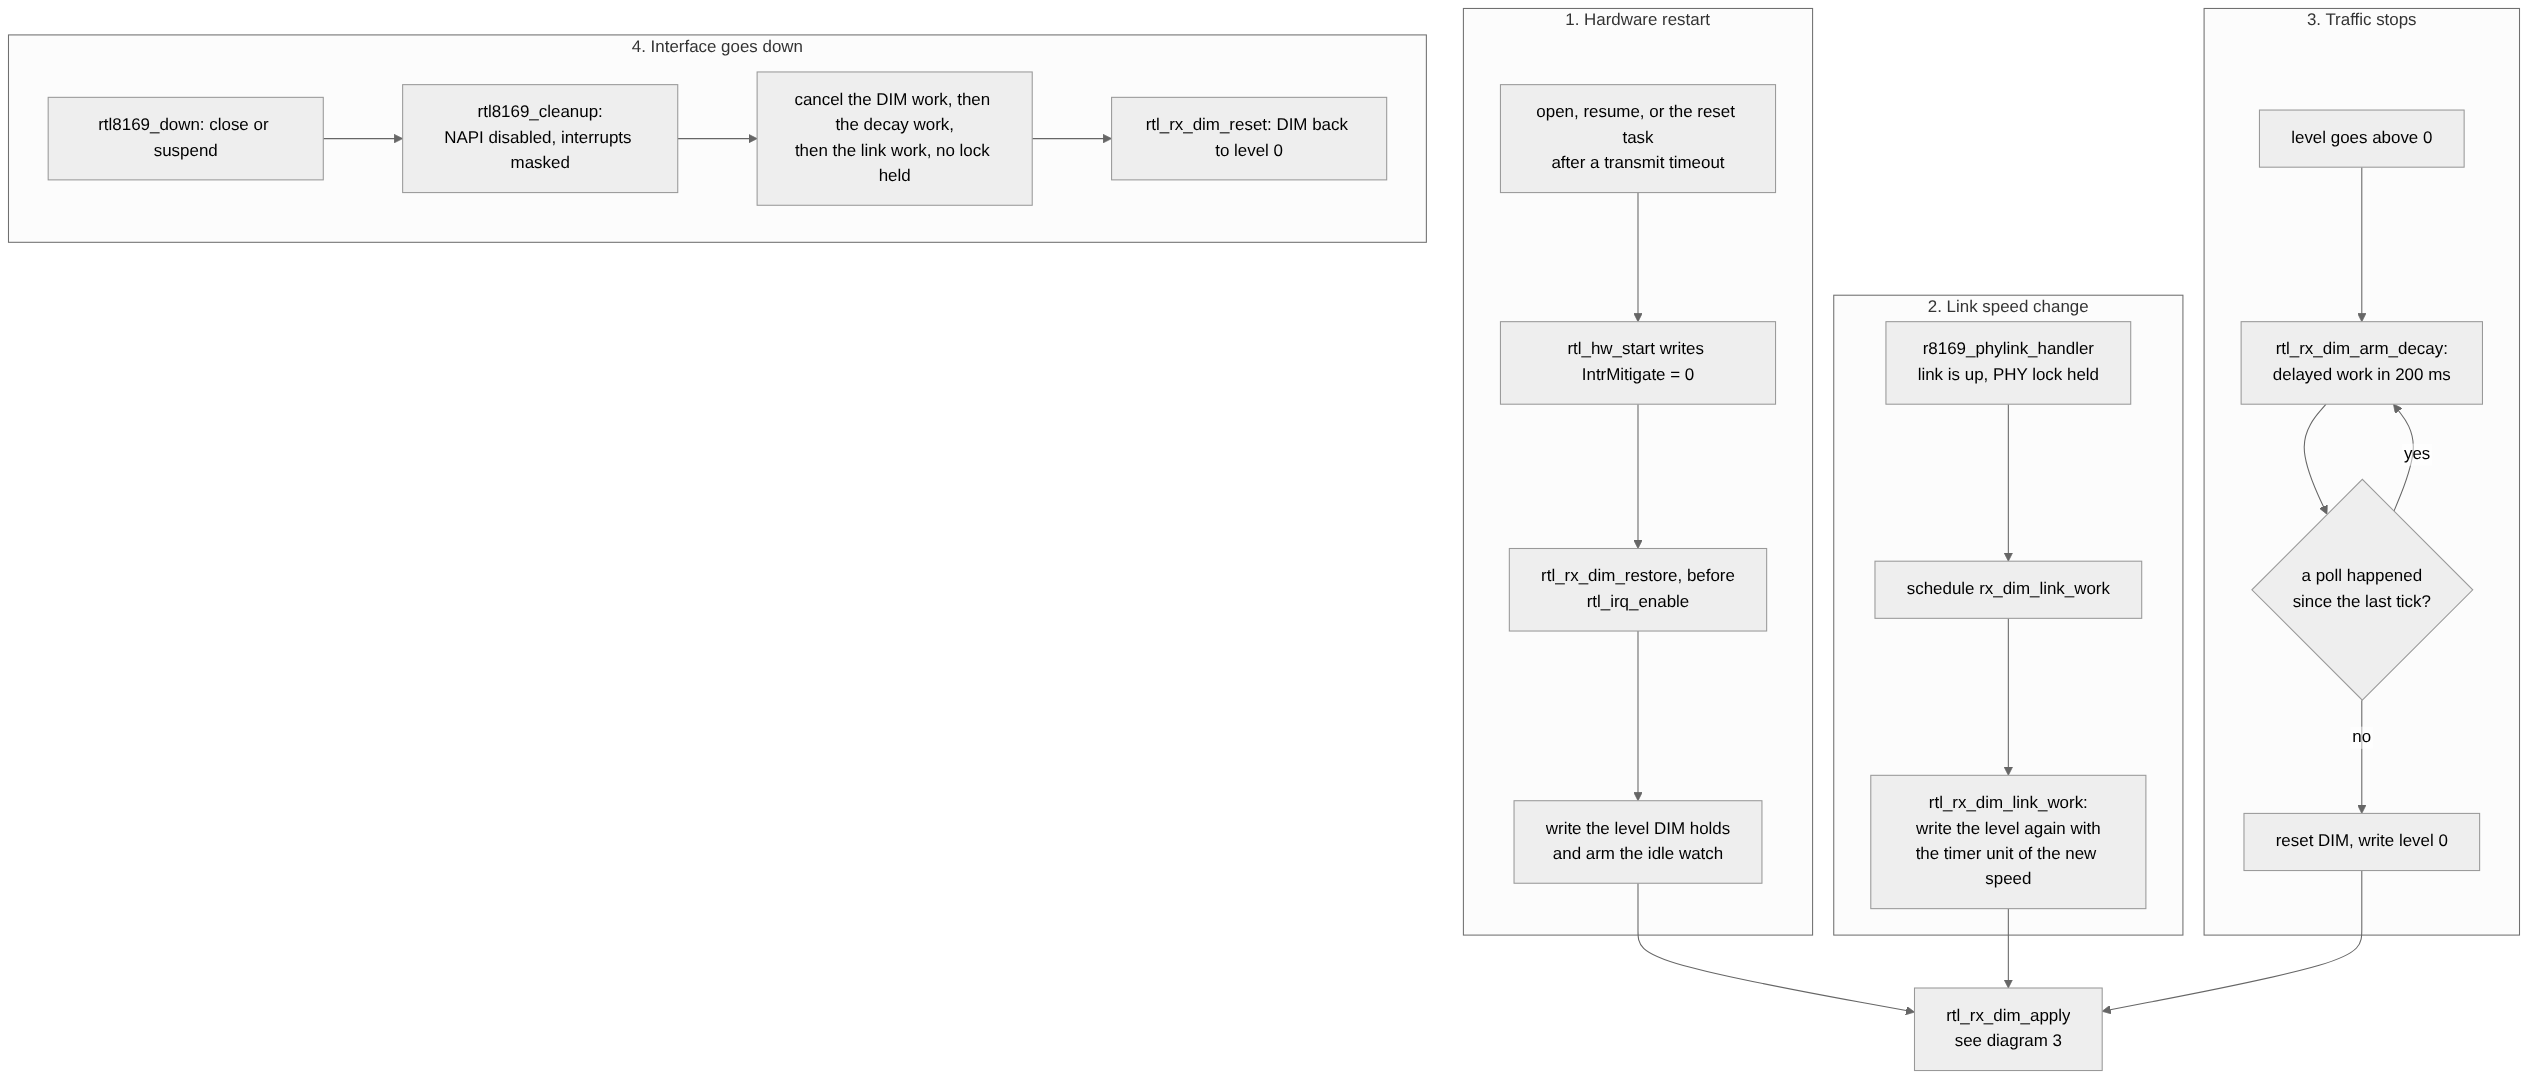 4. Interface goes down
rtl8169_down: close or
suspend
rtl8169_cleanup:
NAPI disabled, interrupts
masked
cancel the DIM work, then
the decay work,
then the link work, no lock
held
rtl_rx_dim_reset: DIM back
to level 0
1. Hardware restart
open, resume, or the reset
task
after a transmit timeout
rtl_hw_start writes
IntrMitigate = 0
rtl_rx_dim_restore, before
rtl_irq_enable
write the level DIM holds
and arm the idle watch
2. Link speed change
r8169_phylink_handler
link is up, PHY lock held
schedule rx_dim_link_work
rtl_rx_dim_link_work:
write the level again with
the timer unit of the new
speed
3. Traffic stops
level goes above 0
rtl_rx_dim_arm_decay:
delayed work in 200 ms
yes
a poll happened
since the last tick?
no
reset DIM, write level 0
rtl_rx_dim_apply
see diagram 3